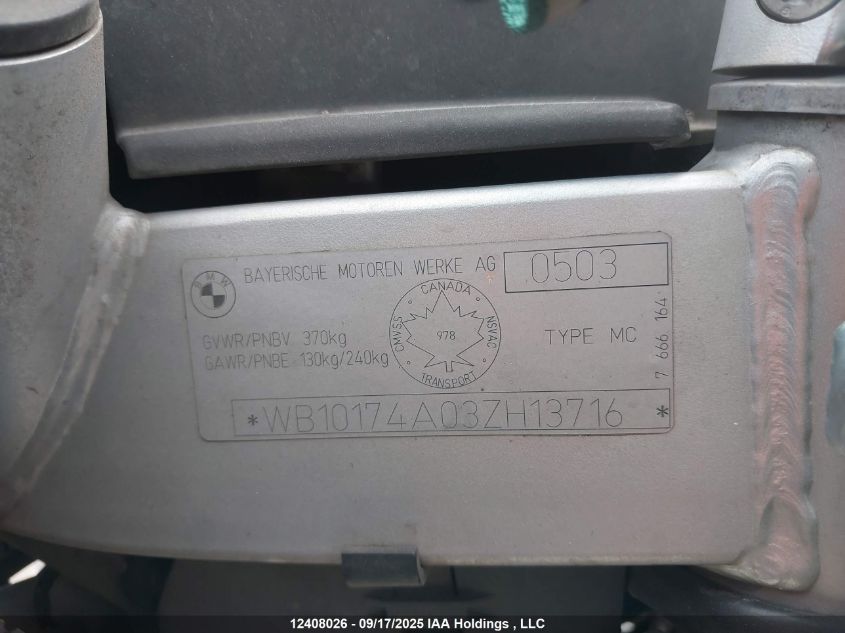 BMW
BAYERISCHE MOTOREN WERKE AG 0503
CANADA
CMVSS 978 NSVAC
TRANSPORT
GVWR/PNBV 370kg
GAWR/PNBE 130kg/240kg
TYPE MC
7 666 164
*WB10174A03ZH13716*
12408026 - 09/17/2025 IAA Holdings , LLC